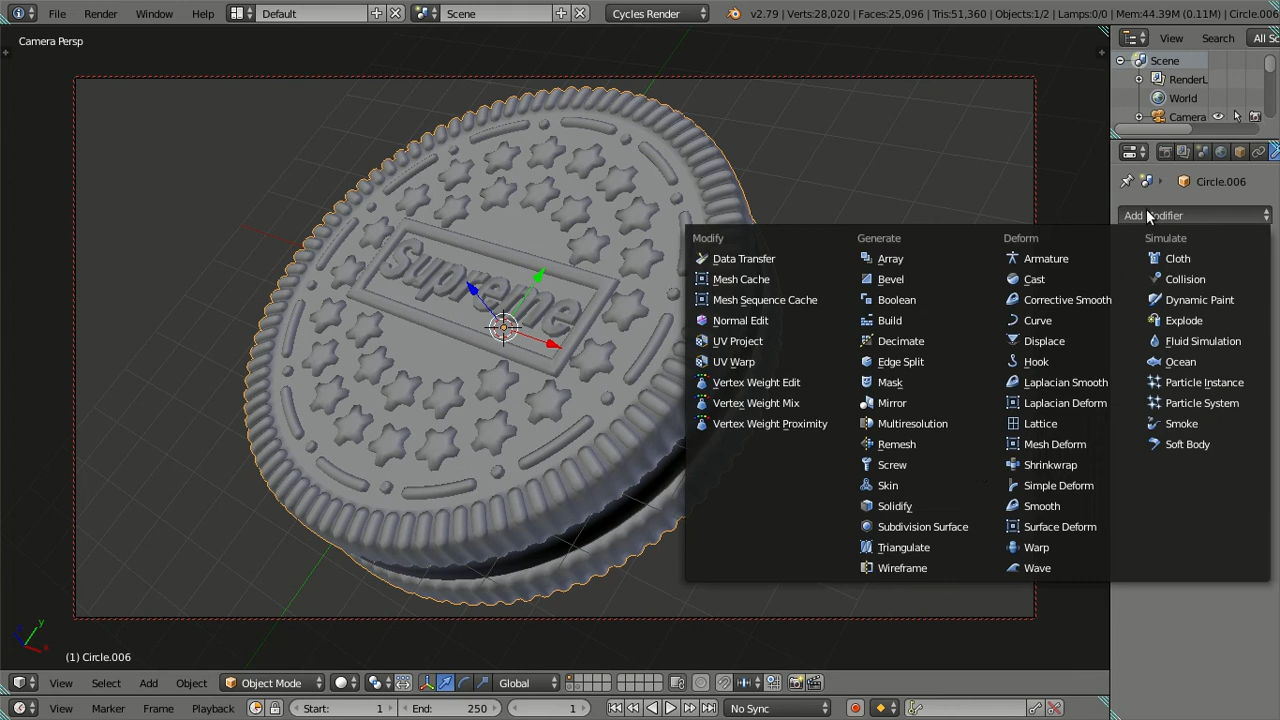 File Render Window Help Default Scene Cycles Render v2.79 | Verts:28,020 | Faces:25,096 | Tris:51,360 | Objects:1/2 | Lamps:0/0 | Mem:44.39M (0.11M) | Circle.006
Camera Persp
View Search All Sc
Scene
RenderL
World
Camera
Circle.006
Add Modifier
Supreme
Modify Generate Deform Simulate
Data Transfer Array Armature Cloth
Mesh Cache Bevel Cast Collision
Mesh Sequence Cache Boolean Corrective Smooth Dynamic Paint
Normal Edit Build Curve Explode
UV Project Decimate Displace Fluid Simulation
UV Warp Edge Split Hook Ocean
Vertex Weight Edit Mask Laplacian Smooth Particle Instance
Vertex Weight Mix Mirror Laplacian Deform Particle System
Vertex Weight Proximity Multiresolution Lattice Smoke
Remesh Mesh Deform Soft Body
Screw Shrinkwrap
Skin Simple Deform
Solidify Smooth
Subdivision Surface Surface Deform
Triangulate Warp
Wireframe Wave
y
x
(1) Circle.006
View Select Add Object Object Mode Global
View Marker Frame Playback Start: 1 End: 250 1 No Sync